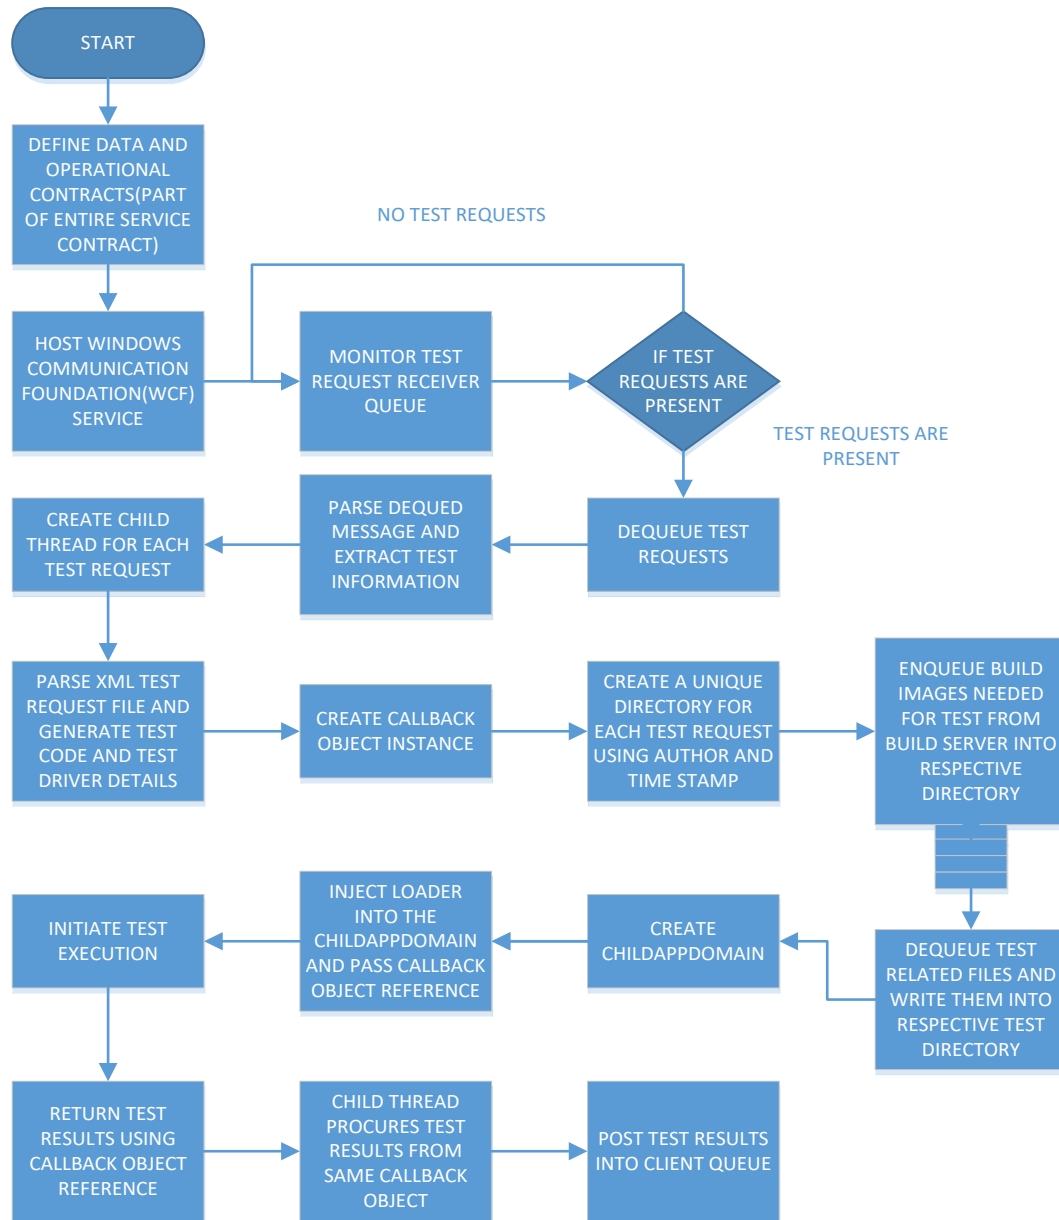 START
DEFINE DATA AND
OPERATIONAL
CONTRACTS(PART
OF ENTIRE SERVICE
CONTRACT)
NO TEST REQUESTS
HOST WINDOWS
COMMUNICATION
FOUNDATION(WCF)
SERVICE
MONITOR TEST
REQUEST RECEIVER
QUEUE
IF TEST
REQUESTS ARE
PRESENT
TEST REQUESTS ARE
PRESENT
DEQUEUE TEST
REQUESTS
PARSE DEQUED
MESSAGE AND
EXTRACT TEST
INFORMATION
CREATE CHILD
THREAD FOR EACH
TEST REQUEST
PARSE XML TEST
REQUEST FILE AND
GENERATE TEST
CODE AND TEST
DRIVER DETAILS
CREATE CALLBACK
OBJECT INSTANCE
CREATE A UNIQUE
DIRECTORY FOR
EACH TEST REQUEST
USING AUTHOR AND
TIME STAMP
ENQUEUE BUILD
IMAGES NEEDED
FOR TEST FROM
BUILD SERVER INTO
RESPECTIVE
DIRECTORY
DEQUEUE TEST
RELATED FILES AND
WRITE THEM INTO
RESPECTIVE TEST
DIRECTORY
CREATE
CHILDAPPDOMAIN
INJECT LOADER
INTO THE
CHILDAPPDOMAIN
AND PASS CALLBACK
OBJECT REFERENCE
INITIATE TEST
EXECUTION
RETURN TEST
RESULTS USING
CALLBACK OBJECT
REFERENCE
CHILD THREAD
PROCURES TEST
RESULTS FROM
SAME CALLBACK
OBJECT
POST TEST RESULTS
INTO CLIENT QUEUE